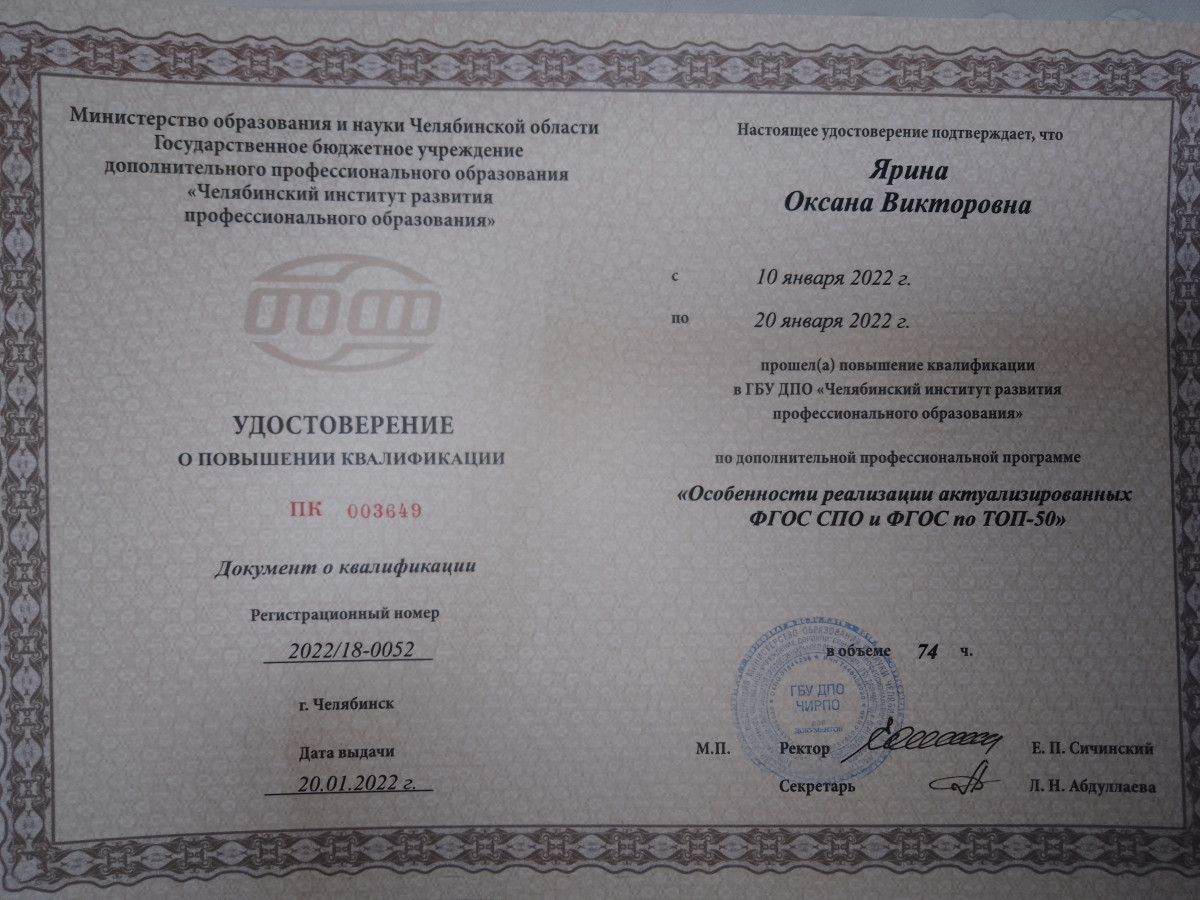 Министерство образования и науки Челябинской области
Государственное бюджетное учреждение
дополнительного профессионального образования
«Челябинский институт развития
профессионального образования»
УДОСТОВЕРЕНИЕ
О ПОВЫШЕНИИ КВАЛИФИКАЦИИ
ПК 003649
Документ о квалификации
Регистрационный номер
2022/18-0052
г. Челябинск
Дата выдачи
20.01.2022 г.
Настоящее удостоверение подтверждает, что
Ярина
Оксана Викторовна
с 10 января 2022 г.
по 20 января 2022 г.
прошел(а) повышение квалификации
в ГБУ ДПО «Челябинский институт развития
профессионального образования»
по дополнительной профессиональной программе
«Особенности реализации актуализированных
ФГОС СПО и ФГОС по ТОП-50»
в объеме 74 ч.
ГБУ ДПО
ЧИРПО
ДОКУМЕНТОВ
М.П. Ректор Е. П. Сичинский
Секретарь Л. Н. Абдуллаева